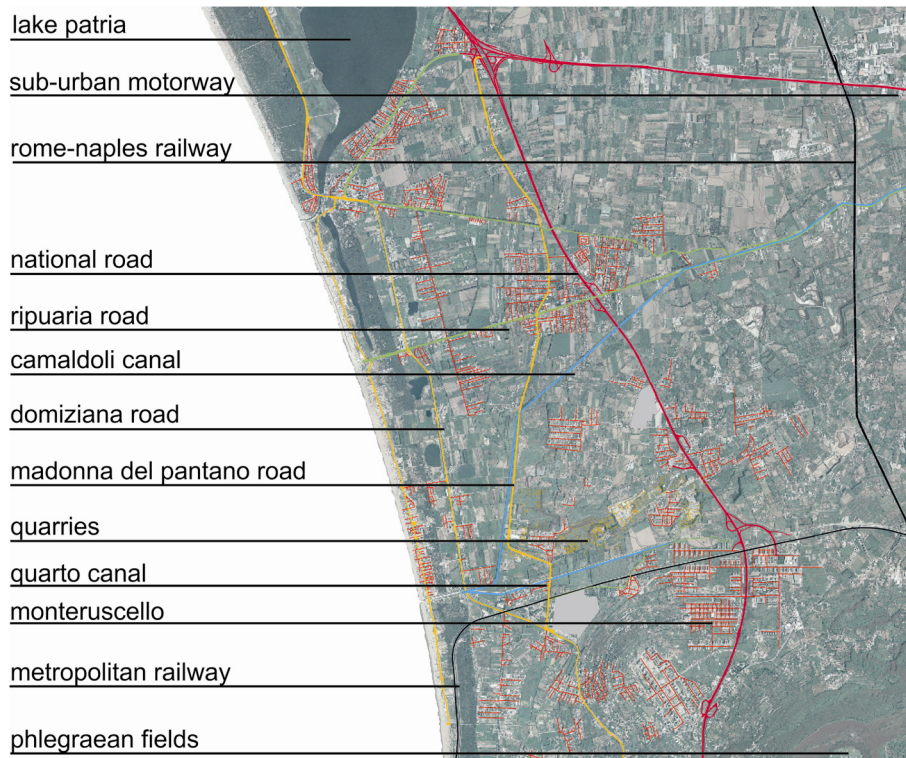 lake patria
sub-urban motorway
rome-naples railway
national road
ripuaria road
camaldoli canal
domiziana road
madonna del pantano road
quarries
quarto canal
monteruscello
metropolitan railway
phlegraean fields